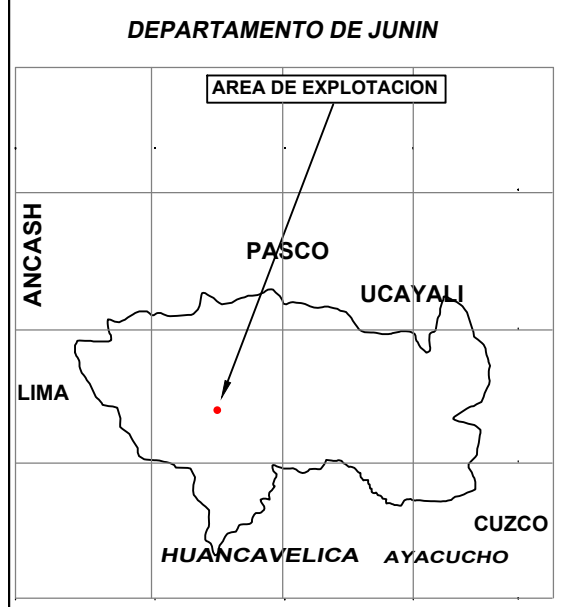 DEPARTAMENTO DE JUNIN
AREA DE EXPLOTACION
ANCASH
PASCO
UCAYALI
LIMA
CUZCO
HUANCAVELICA
AYACUCHO